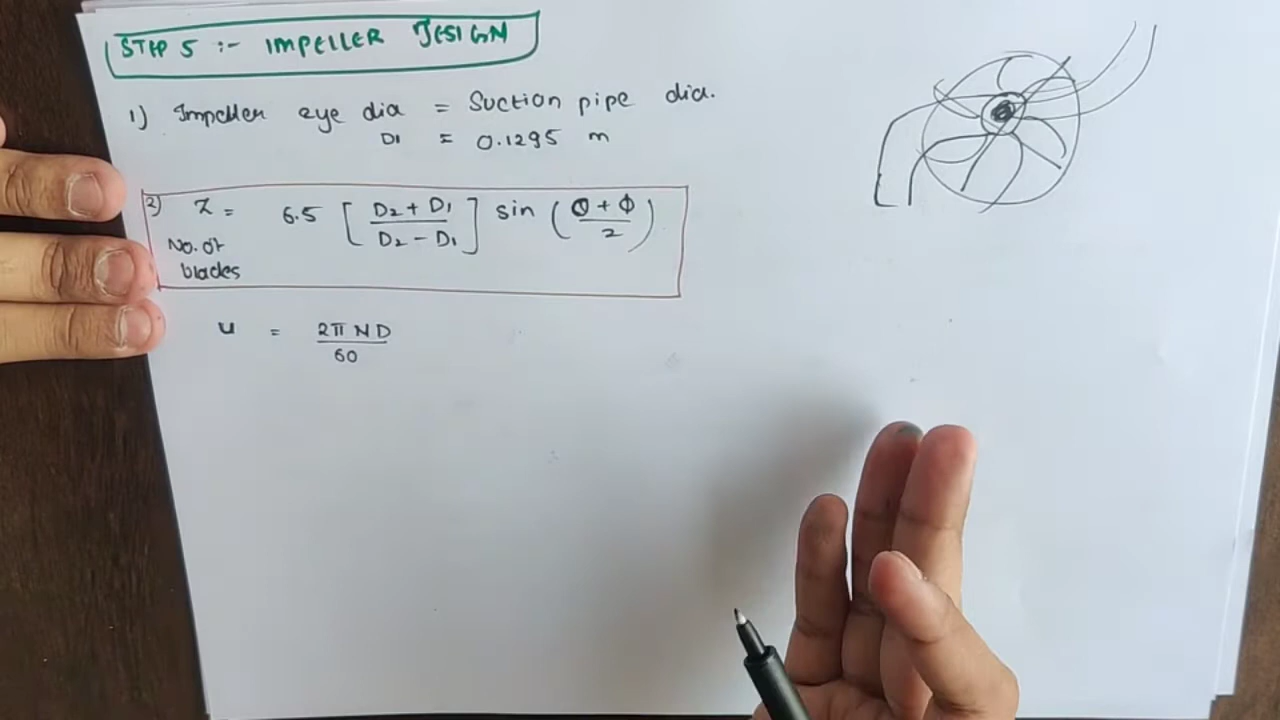 STEP 5 :- IMPELLER DESIGN
1) Impeller eye dia = Suction pipe dia.
D1 = 0.1295 m
2) Z = 6.5 [ (D2 + D1) / (D2 - D1) ] sin ( (θ + Φ) / 2 )
No. of
blades
u = 2π N D / 60